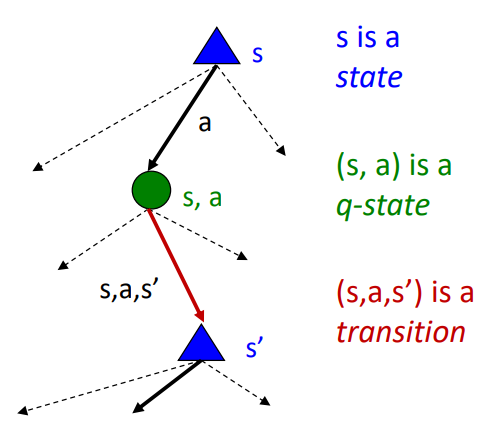 s
s is a
state
a
s, a
(s, a) is a
q-state
s,a,s’
(s,a,s’) is a
transition
s’